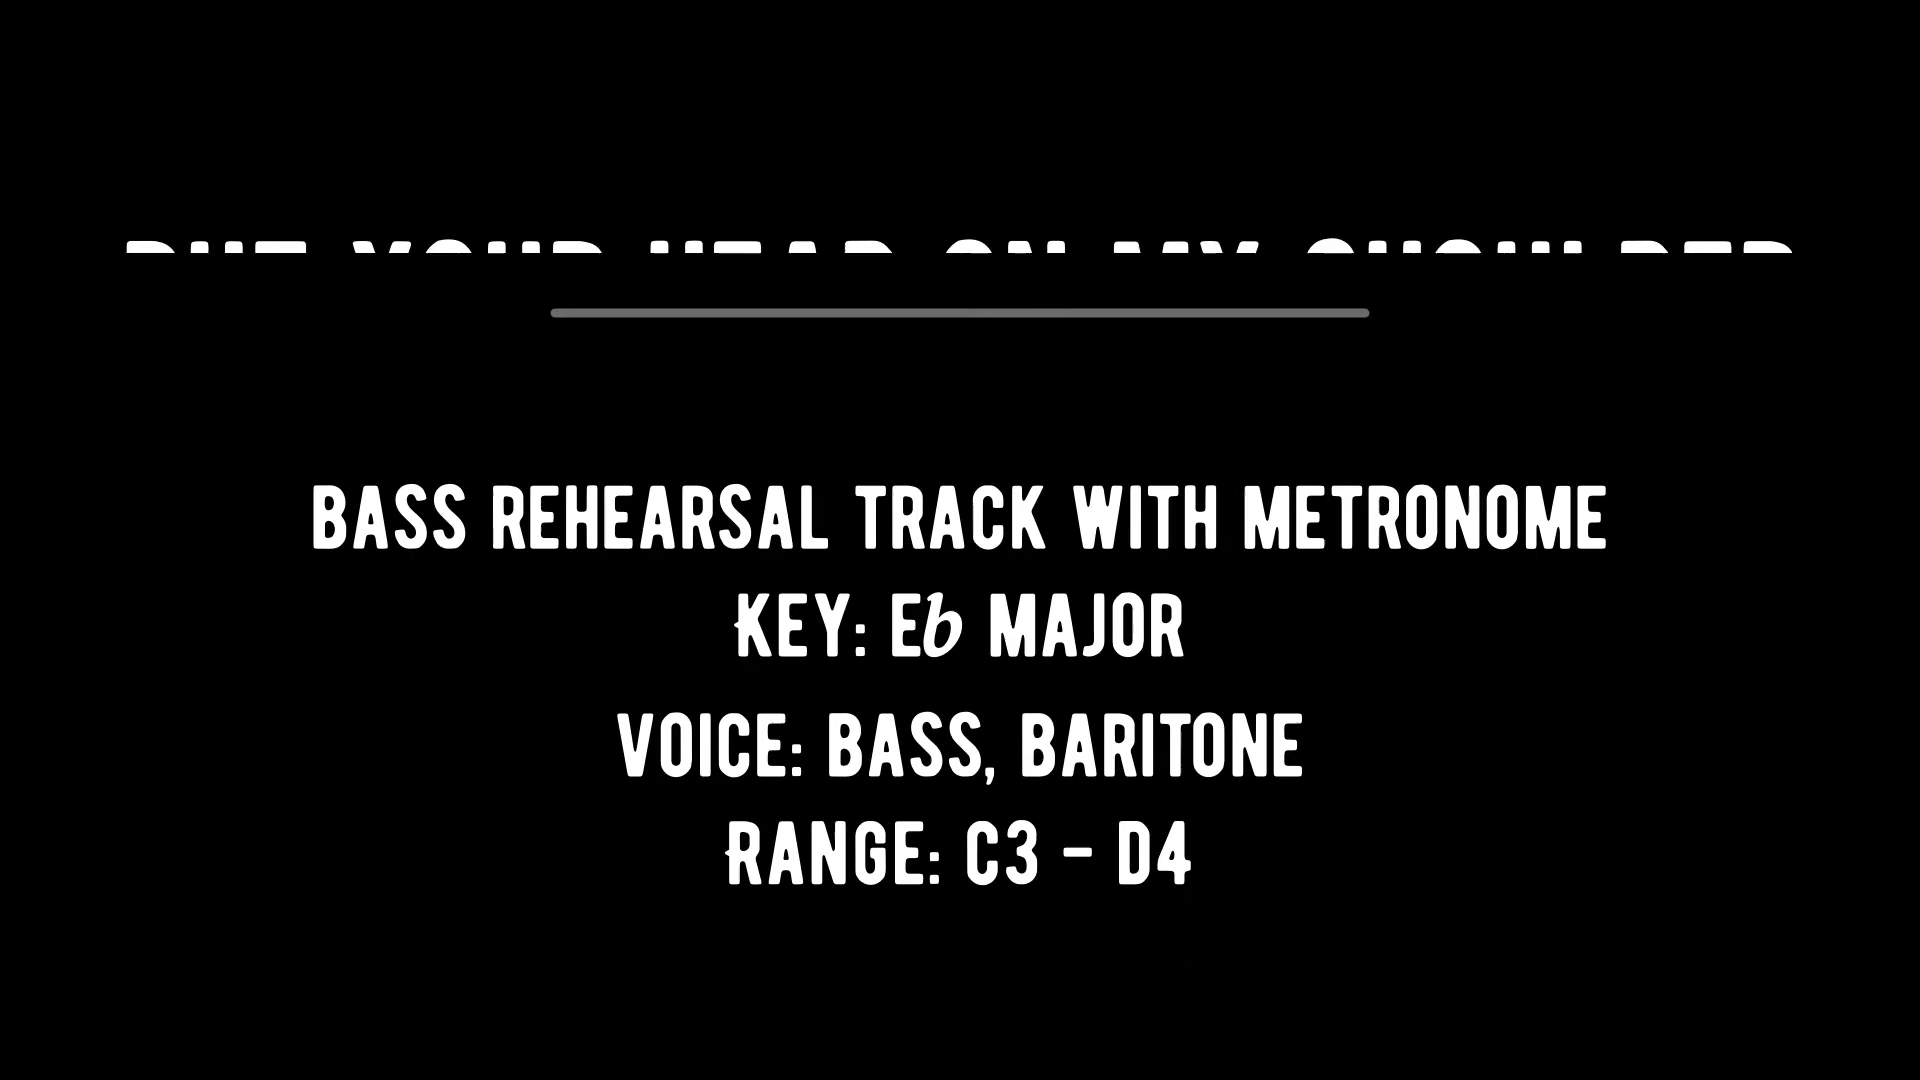 BASS REHEARSAL TRACK WITH METRONOME
KEY: Eb MAJOR
VOICE: BASS, BARITONE
RANGE: C3 - D4